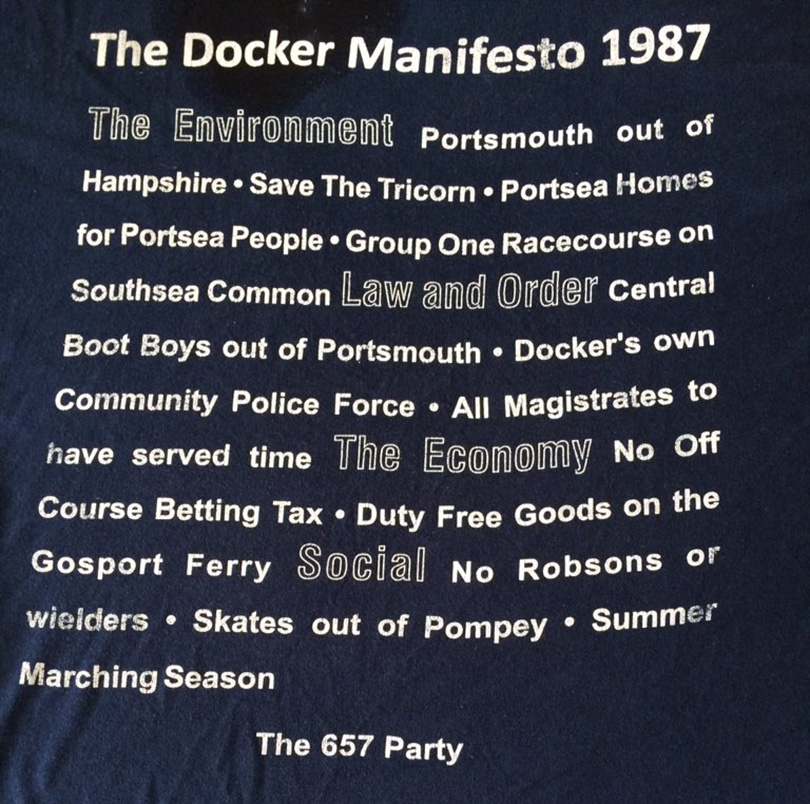 The Docker Manifesto 1987
The Environment Portsmouth out of
Hampshire • Save The Tricorn • Portsea Homes
for Portsea People • Group One Racecourse on
Southsea Common Law and Order Central
Boot Boys out of Portsmouth • Docker's own
Community Police Force • All Magistrates to
have served time The Economy No Off
Course Betting Tax • Duty Free Goods on the
Gosport Ferry Social No Robsons or
wielders • Skates out of Pompey • Summer
Marching Season
The 657 Party